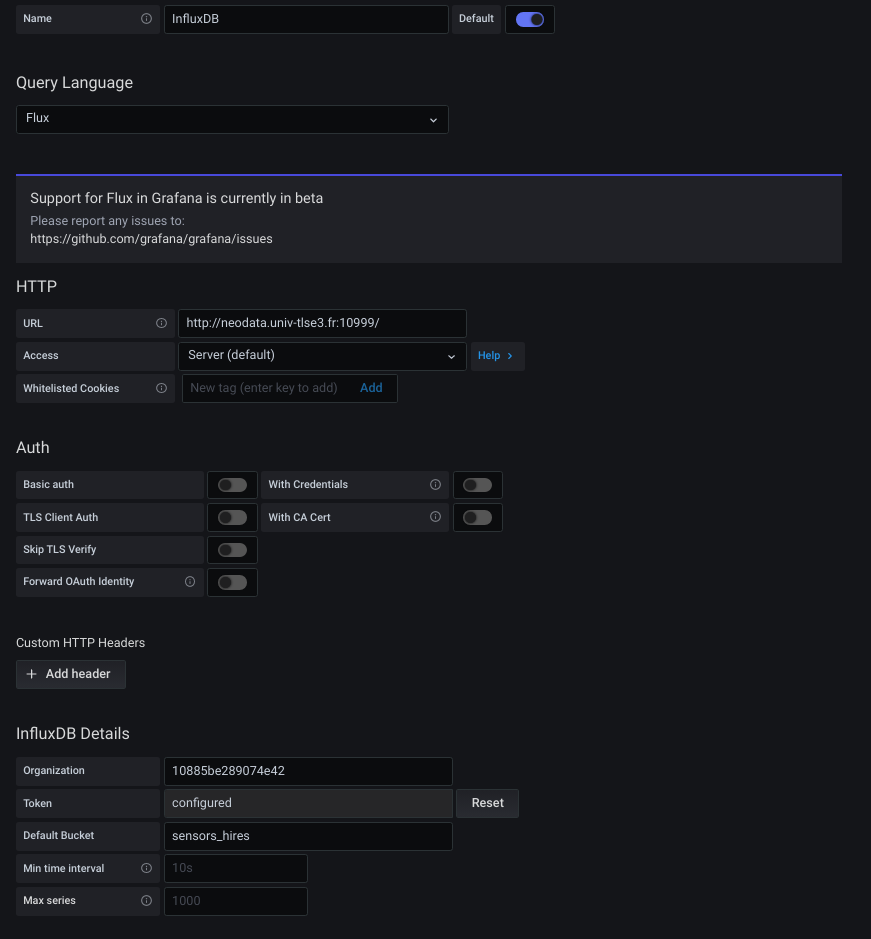 Name InfluxDB Default
Query Language
Flux
Support for Flux in Grafana is currently in beta
Please report any issues to:
https://github.com/grafana/grafana/issues
HTTP
URL http://neodata.univ-tlse3.fr:10999/
Access Server (default) Help >
Whitelisted Cookies New tag (enter key to add) Add
Auth
Basic auth With Credentials
TLS Client Auth With CA Cert
Skip TLS Verify
Forward OAuth Identity
Custom HTTP Headers
+ Add header
InfluxDB Details
Organization 10885be289074e42
Token configured Reset
Default Bucket sensors_hires
Min time interval 10s
Max series 1000